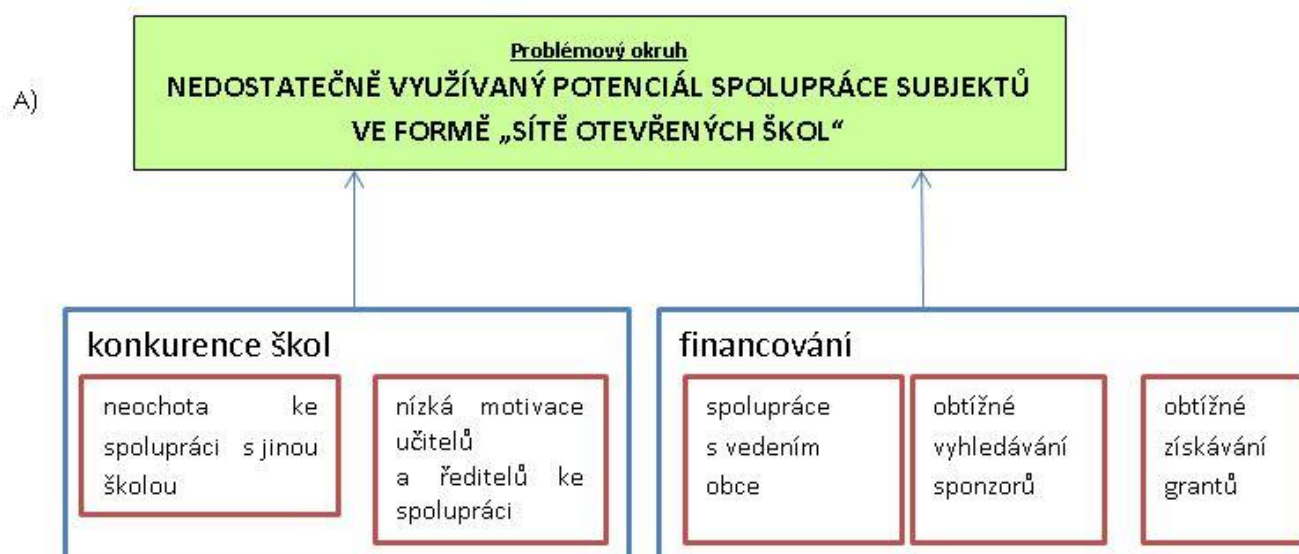 Problémový okruh
A)
NEDOSTATEČNĚ VYUŽÍVANÝ POTENCIÁL SPOLUPRÁCE SUBJEKTŮ
VE FORMĚ „SÍTĚ OTEVŘENÝCH ŠKOL“
konkurence škol
neochota ke
spolupráci s jinou
školou
nízká motivace
učitelů
a ředitelů ke
spolupráci
financování
spolupráce
s vedením
obce
obtížné
vyhledávání
sponzorů
obtížné
získávání
grantů